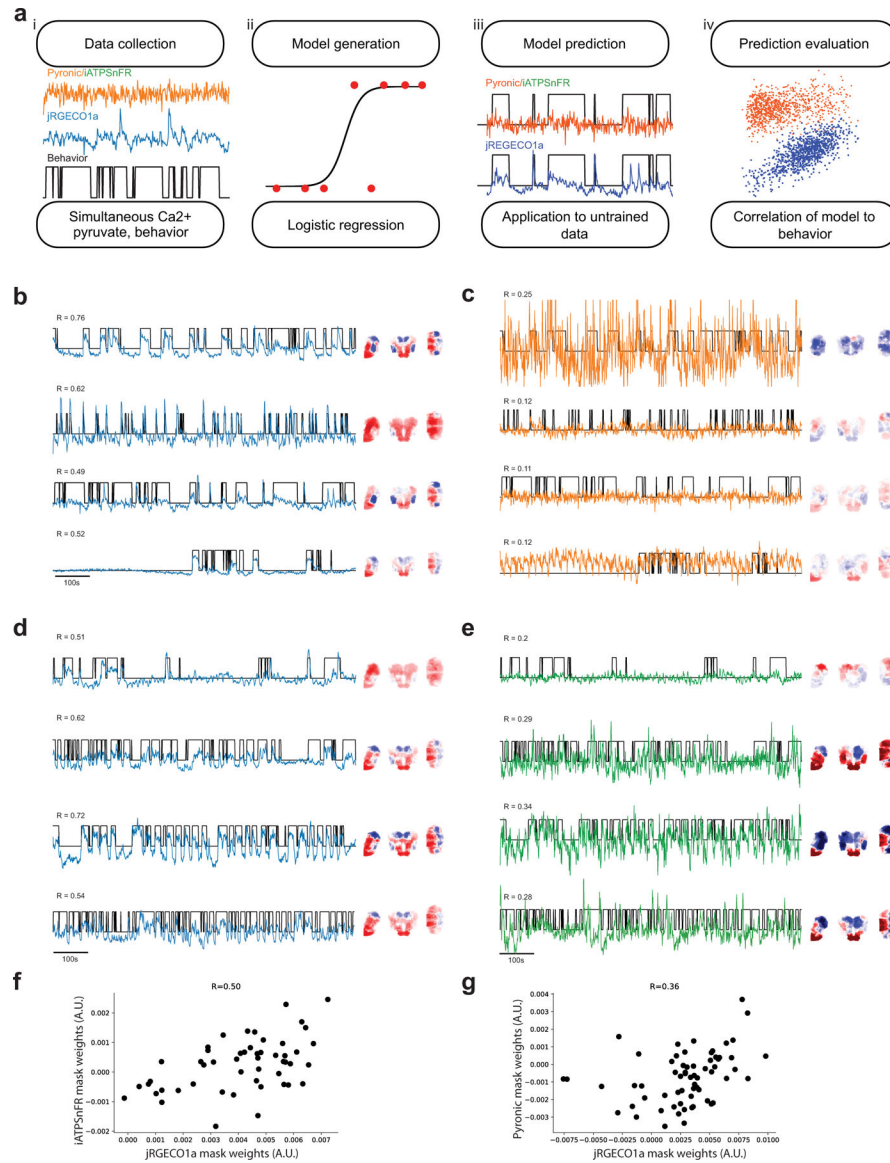 a
i
Data collection
Pyronic/iATPSnFR
jRGECO1a
Behavior
Simultaneous Ca2+
pyruvate, behavior
ii
Model generation
Logistic regression
iii
Model prediction
Pyronic/iATPSnFR
jREGECO1a
Application to untrained
data
iv
Prediction evaluation
Correlation of model to
behavior
b
R = 0.76
R = 0.62
R = 0.49
R = 0.52
100s
c
R = 0.25
R = 0.12
R = 0.11
R = 0.12
d
R = 0.51
R = 0.62
R = 0.72
R = 0.54
100s
e
R = 0.2
R = 0.29
R = 0.34
R = 0.28
100s
f
R=0.50
iATPSnFR mask weights (A.U.)
0.002
0.001
0.000
−0.001
−0.002
0.000 0.001 0.002 0.003 0.004 0.005 0.006 0.007
jRGECO1a mask weights (A.U.)
g
R=0.36
Pyronic mask weights (A.U.)
0.004
0.003
0.002
0.001
0.000
−0.001
−0.002
−0.003
−0.0075 −0.0050 −0.0025 0.0000 0.0025 0.0050 0.0075 0.0100
jRGECO1a mask weights (A.U.)